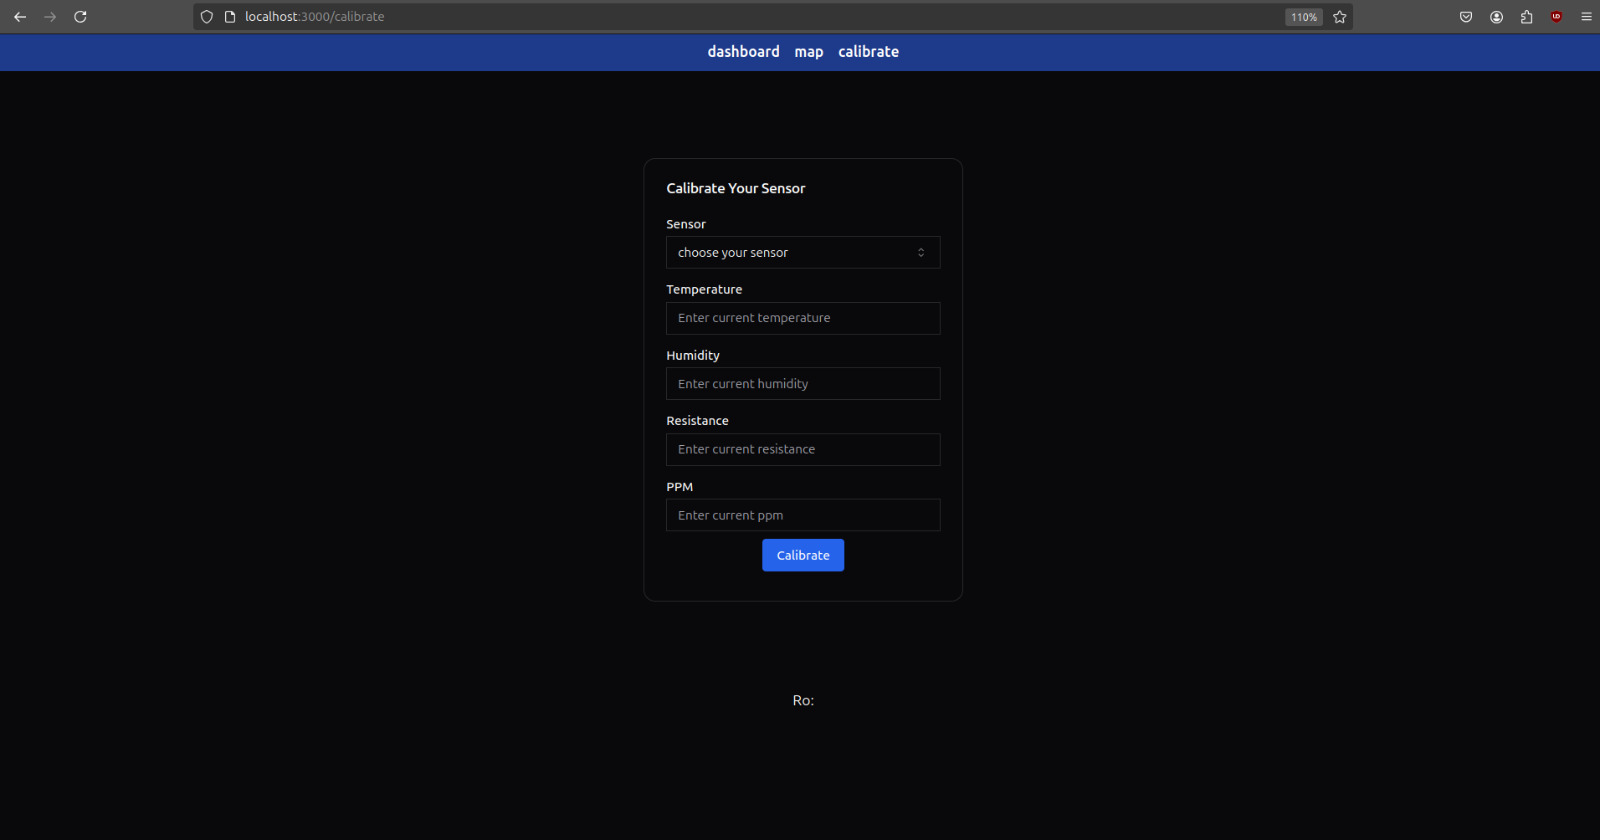 localhost:3000/calibrate
110%
dashboard map calibrate
Calibrate Your Sensor
Sensor
choose your sensor
Temperature
Enter current temperature
Humidity
Enter current humidity
Resistance
Enter current resistance
PPM
Enter current ppm
Calibrate
Ro: